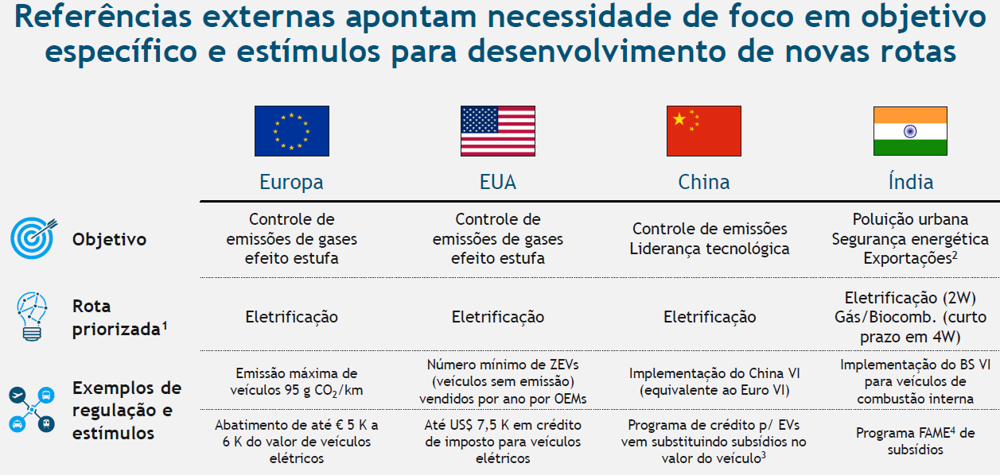 Referências externas apontam necessidade de foco em objetivo
específico e estímulos para desenvolvimento de novas rotas
Europa
EUA
China
Índia
Objetivo
Controle de
emissões de gases
efeito estufa
Controle de
emissões de gases
efeito estufa
Controle de emissões
Liderança tecnológica
Poluição urbana
Segurança energética
Exportações²
Rota
priorizada¹
Eletrificação
Eletrificação
Eletrificação
Eletrificação (2W)
Gás/Biocomb. (curto
prazo em 4W)
Exemplos de
regulação e
estímulos
Emissão máxima de
veículos 95 g CO₂/km
Número mínimo de ZEVs
(veículos sem emissão)
vendidos por ano por OEMs
Implementação do China VI
(equivalente ao Euro VI)
Implementação do BS VI
para veículos de
combustão interna
Abatimento de até € 5 K a
6 K do valor de veículos
elétricos
Até US$ 7,5 K em crédito
de imposto para veículos
elétricos
Programa de crédito p/ EVs
vem substituindo subsídios no
valor do veículo³
Programa FAME⁴ de
subsídios